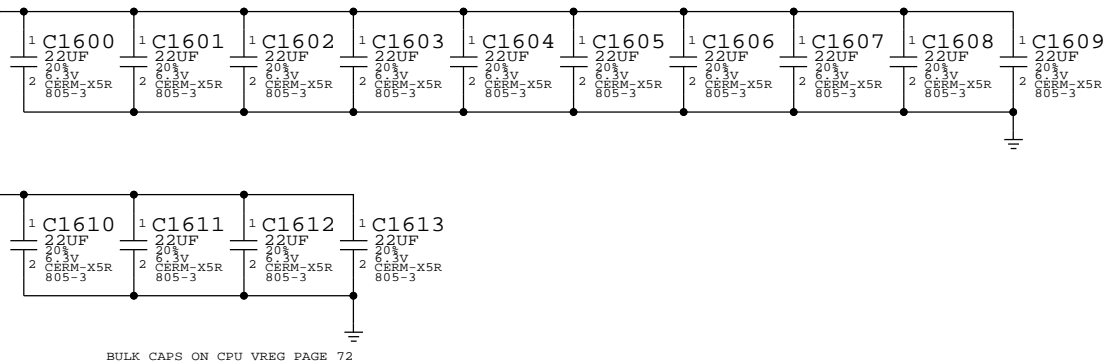 1 C1600
22UF
20%
6.3V
2 CERM-X5R
805-3
1 C1601
22UF
20%
6.3V
2 CERM-X5R
805-3
1 C1602
22UF
20%
6.3V
2 CERM-X5R
805-3
1 C1603
22UF
20%
6.3V
2 CERM-X5R
805-3
1 C1604
22UF
20%
6.3V
2 CERM-X5R
805-3
1 C1605
22UF
20%
6.3V
2 CERM-X5R
805-3
1 C1606
22UF
20%
6.3V
2 CERM-X5R
805-3
1 C1607
22UF
20%
6.3V
2 CERM-X5R
805-3
1 C1608
22UF
20%
6.3V
2 CERM-X5R
805-3
1 C1609
22UF
20%
6.3V
2 CERM-X5R
805-3
1 C1610
22UF
20%
6.3V
2 CERM-X5R
805-3
1 C1611
22UF
20%
6.3V
2 CERM-X5R
805-3
1 C1612
22UF
20%
6.3V
2 CERM-X5R
805-3
1 C1613
22UF
20%
6.3V
2 CERM-X5R
805-3
BULK CAPS ON CPU VREG PAGE 72